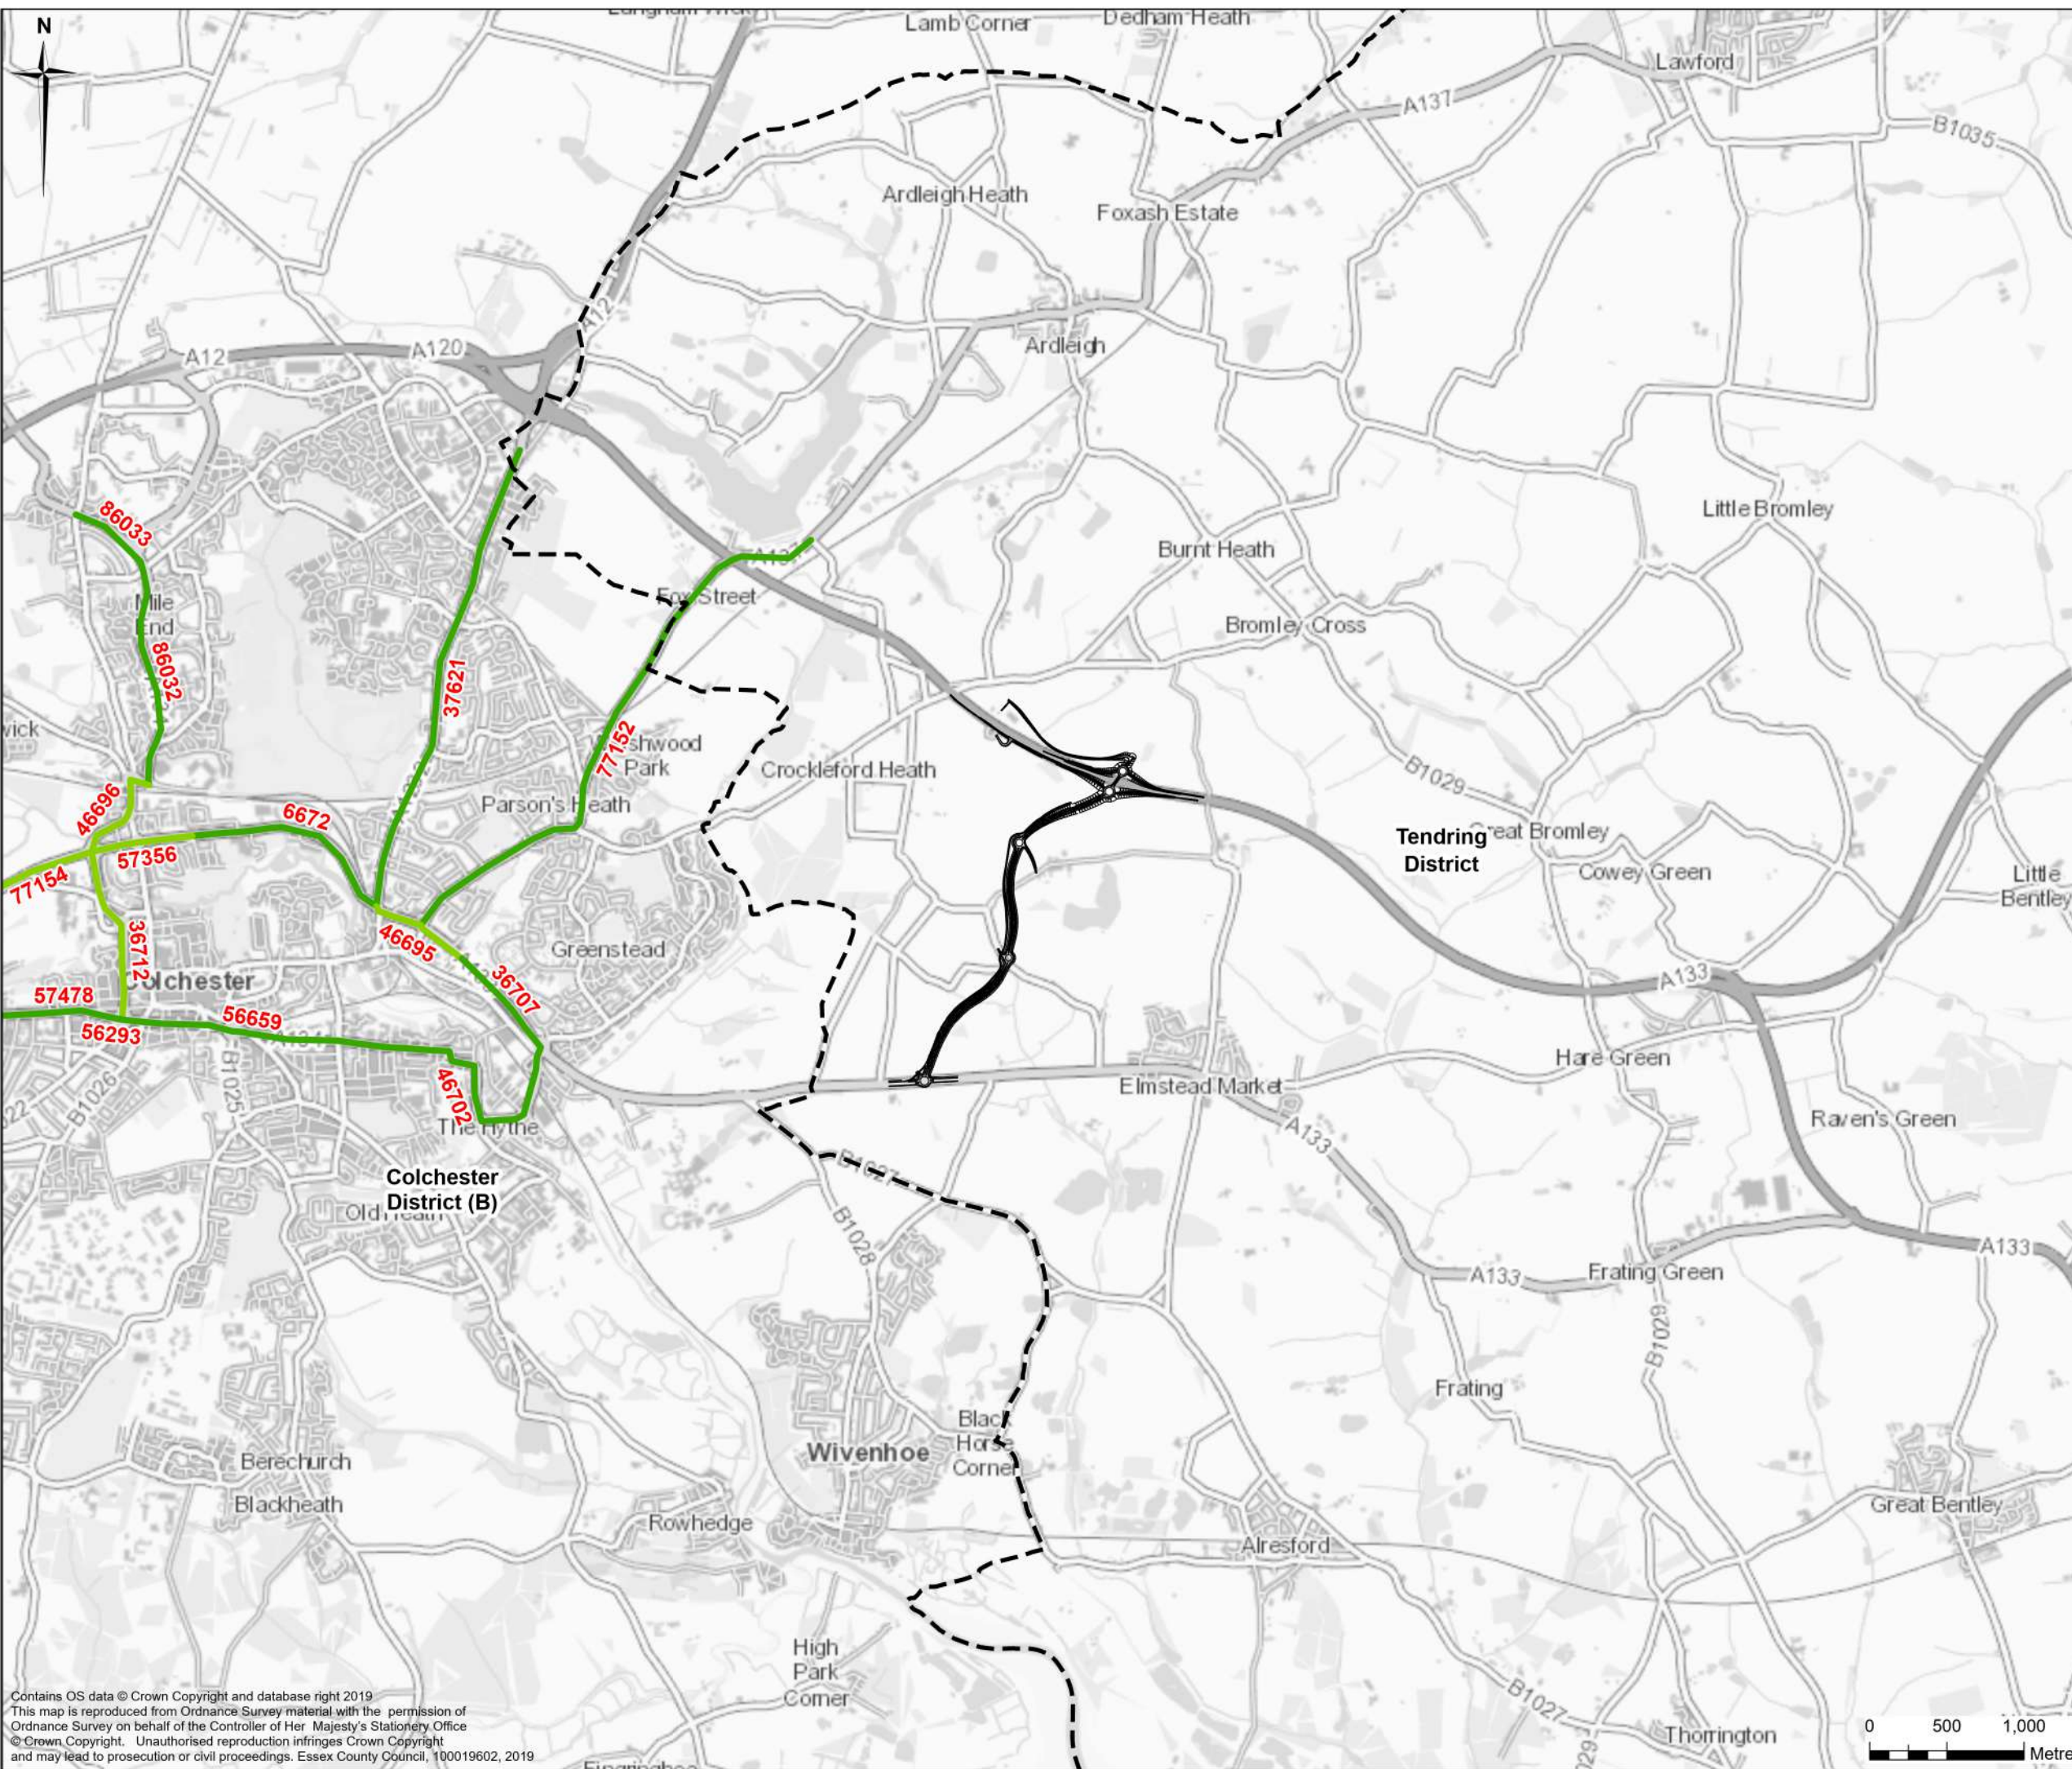 N
Lamb Corner
Dedham Heath
Lawford
A137
B1035
Ardleigh Heath
Foxash Estate
A12
A12
A120
Ardleigh
Little Bromley
86033
Burnt Heath
Fox Street
Mile
End
Bromley Cross
86032
37621
77152
Park
Crockleford Heath
B1029
46696
Parson's Heath
6672
Tendring
District
Great Bromley
57356
Cowey Green
77154
Little
Bentley
36712
46695
Greenstead
Colchester
36707
A133
57478
56659
56293
B1025
B1026
46702
Hare Green
Elmstead Market
The Hythe
A133
Raven's Green
B1027
Colchester
District (B)
Old Heath
B1028
A133
A133
Frating Green
B1029
Frating
Black
Horse
Corner
Wivenhoe
Berechurch
Blackheath
Rowhedge
Great Bentley
Alresford
High
Park
Corner
B1027
Thorrington
Contains OS data © Crown Copyright and database right 2019
This map is reproduced from Ordnance Survey material with the permission of
Ordnance Survey on behalf of the Controller of Her Majesty's Stationery Office
© Crown Copyright. Unauthorised reproduction infringes Crown Copyright
and may lead to prosecution or civil proceedings. Essex County Council, 100019602, 2019
0 500 1,000
Metre